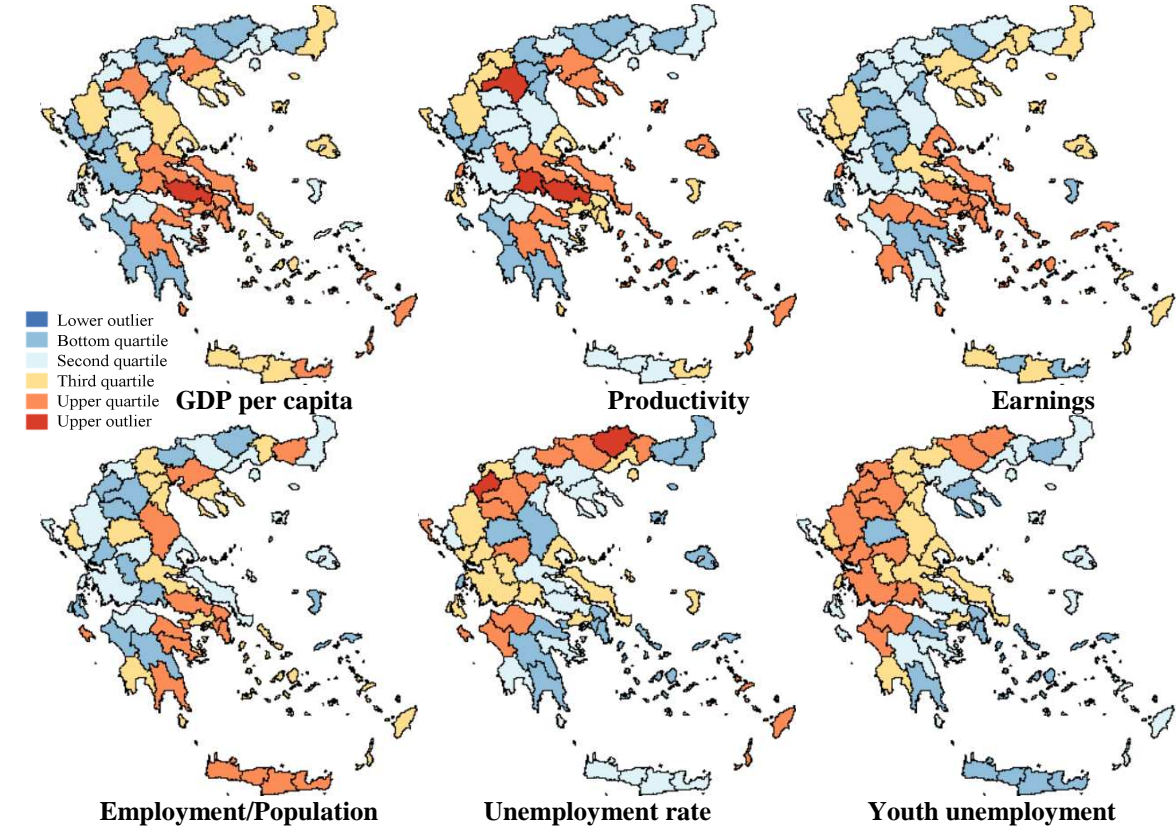 Lower outlier
Bottom quartile
Second quartile
Third quartile
Upper quartile
Upper outlier
GDP per capita
Productivity
Earnings
Employment/Population
Unemployment rate
Youth unemployment